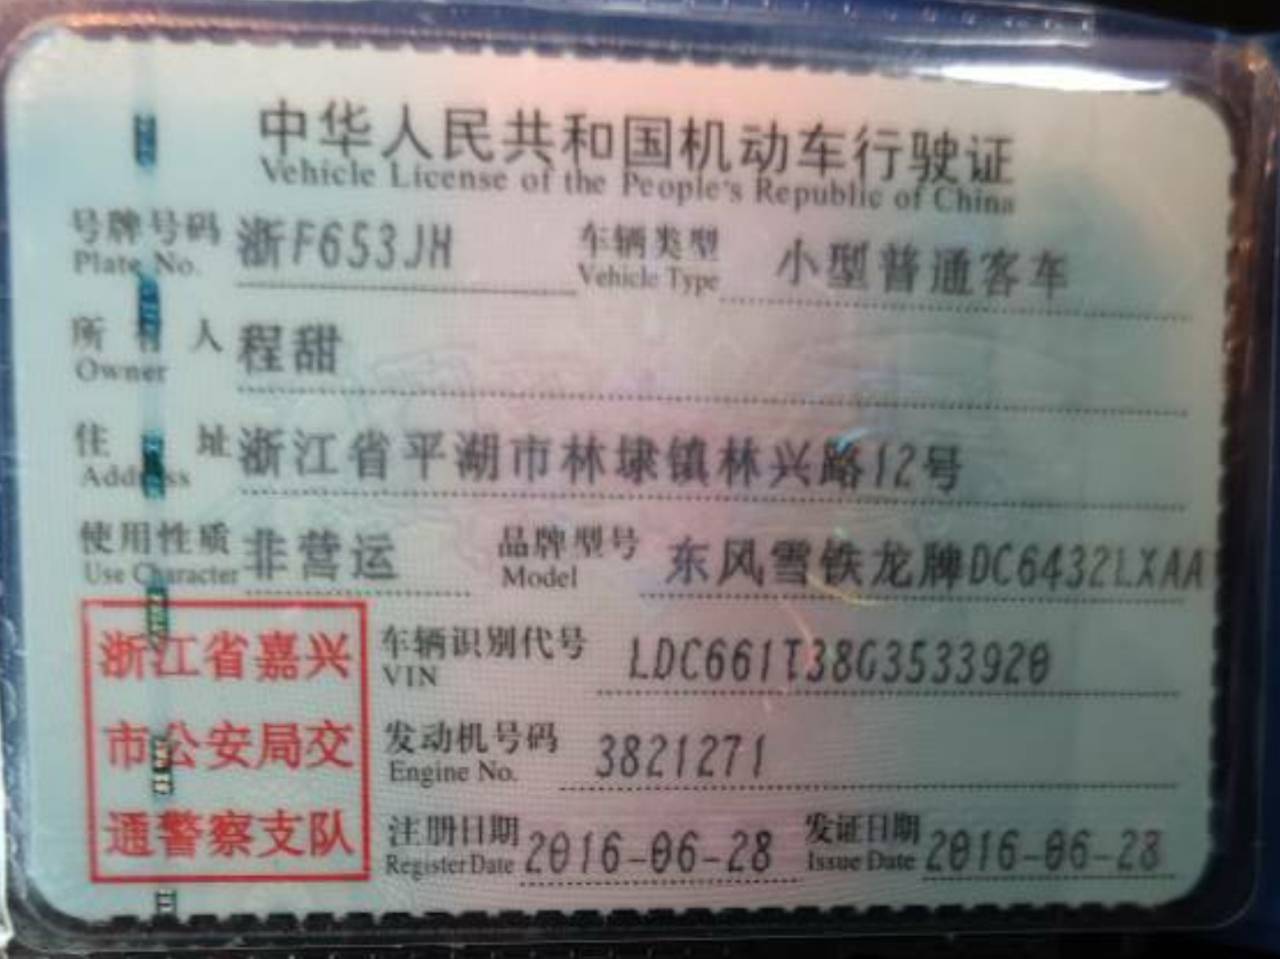 中华人民共和国机动车行驶证
Vehicle License of the People's Republic of China
号牌号码 浙F653JH 车辆类型 小型普通客车
Plate No. Vehicle Type
所有人 程甜
Owner
住址 浙江省平湖市林埭镇林兴路12号
Address
使用性质 非营运 品牌型号 东风雪铁龙牌DC6432LXAA
Use Character Model
浙江省嘉兴
市公安局交
通警察支队
车辆识别代号 LDC661T38G3533920
VIN
发动机号码 3821271
Engine No.
注册日期 2016-06-28 发证日期 2016-06-28
Register Date Issue Date